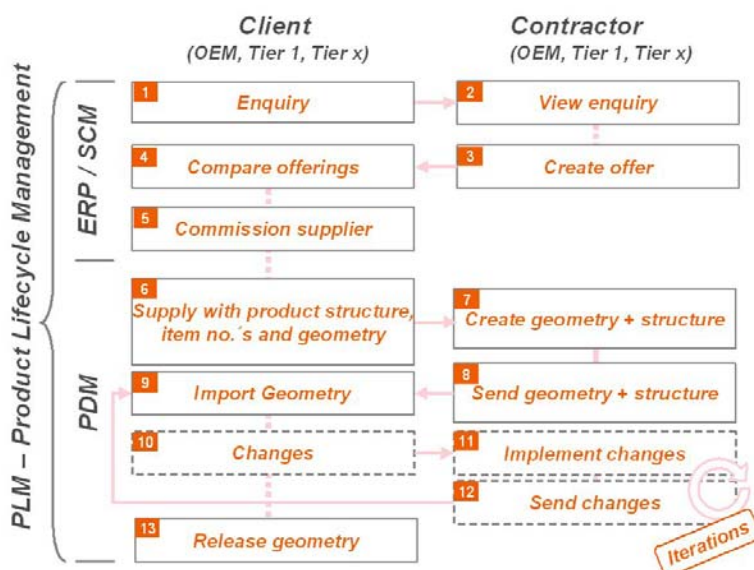 Client
(OEM, Tier 1, Tier x)
Contractor
(OEM, Tier 1, Tier x)
PLM – Product Lifecycle Management
ERP / SCM
PDM
1
Enquiry
2
View enquiry
4
Compare offerings
3
Create offer
5
Commission supplier
6
Supply with product structure,
item no.´s and geometry
7
Create geometry + structure
9
Import Geometry
8
Send geometry + structure
10
Changes
11
Implement changes
12
Send changes
13
Release geometry
Iterations